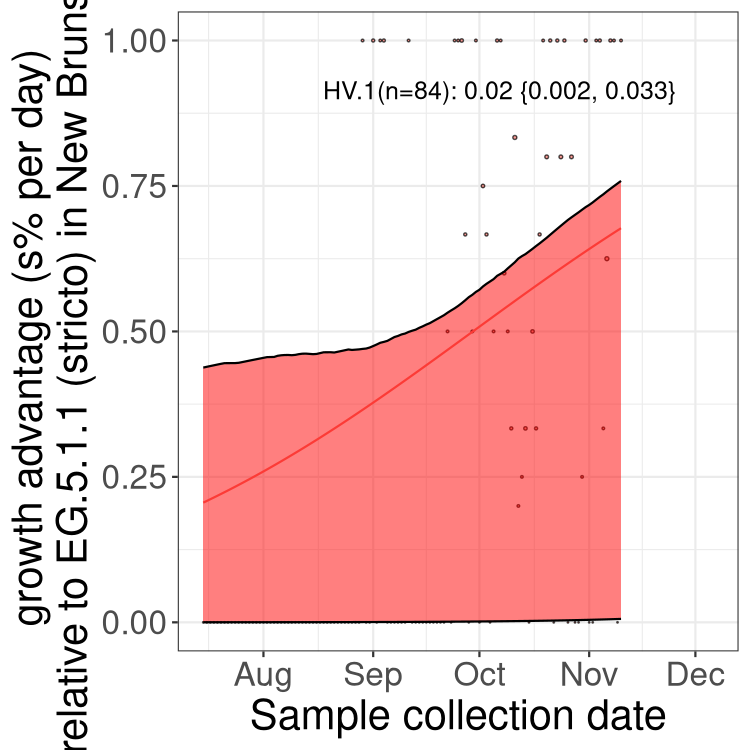 growth advantage (s% per day)
relative to EG.5.1.1 (stricto) in New Bruns
1.00
0.75
0.50
0.25
0.00
HV.1(n=84): 0.02 {0.002, 0.033}
Aug Sep Oct Nov Dec
Sample collection date